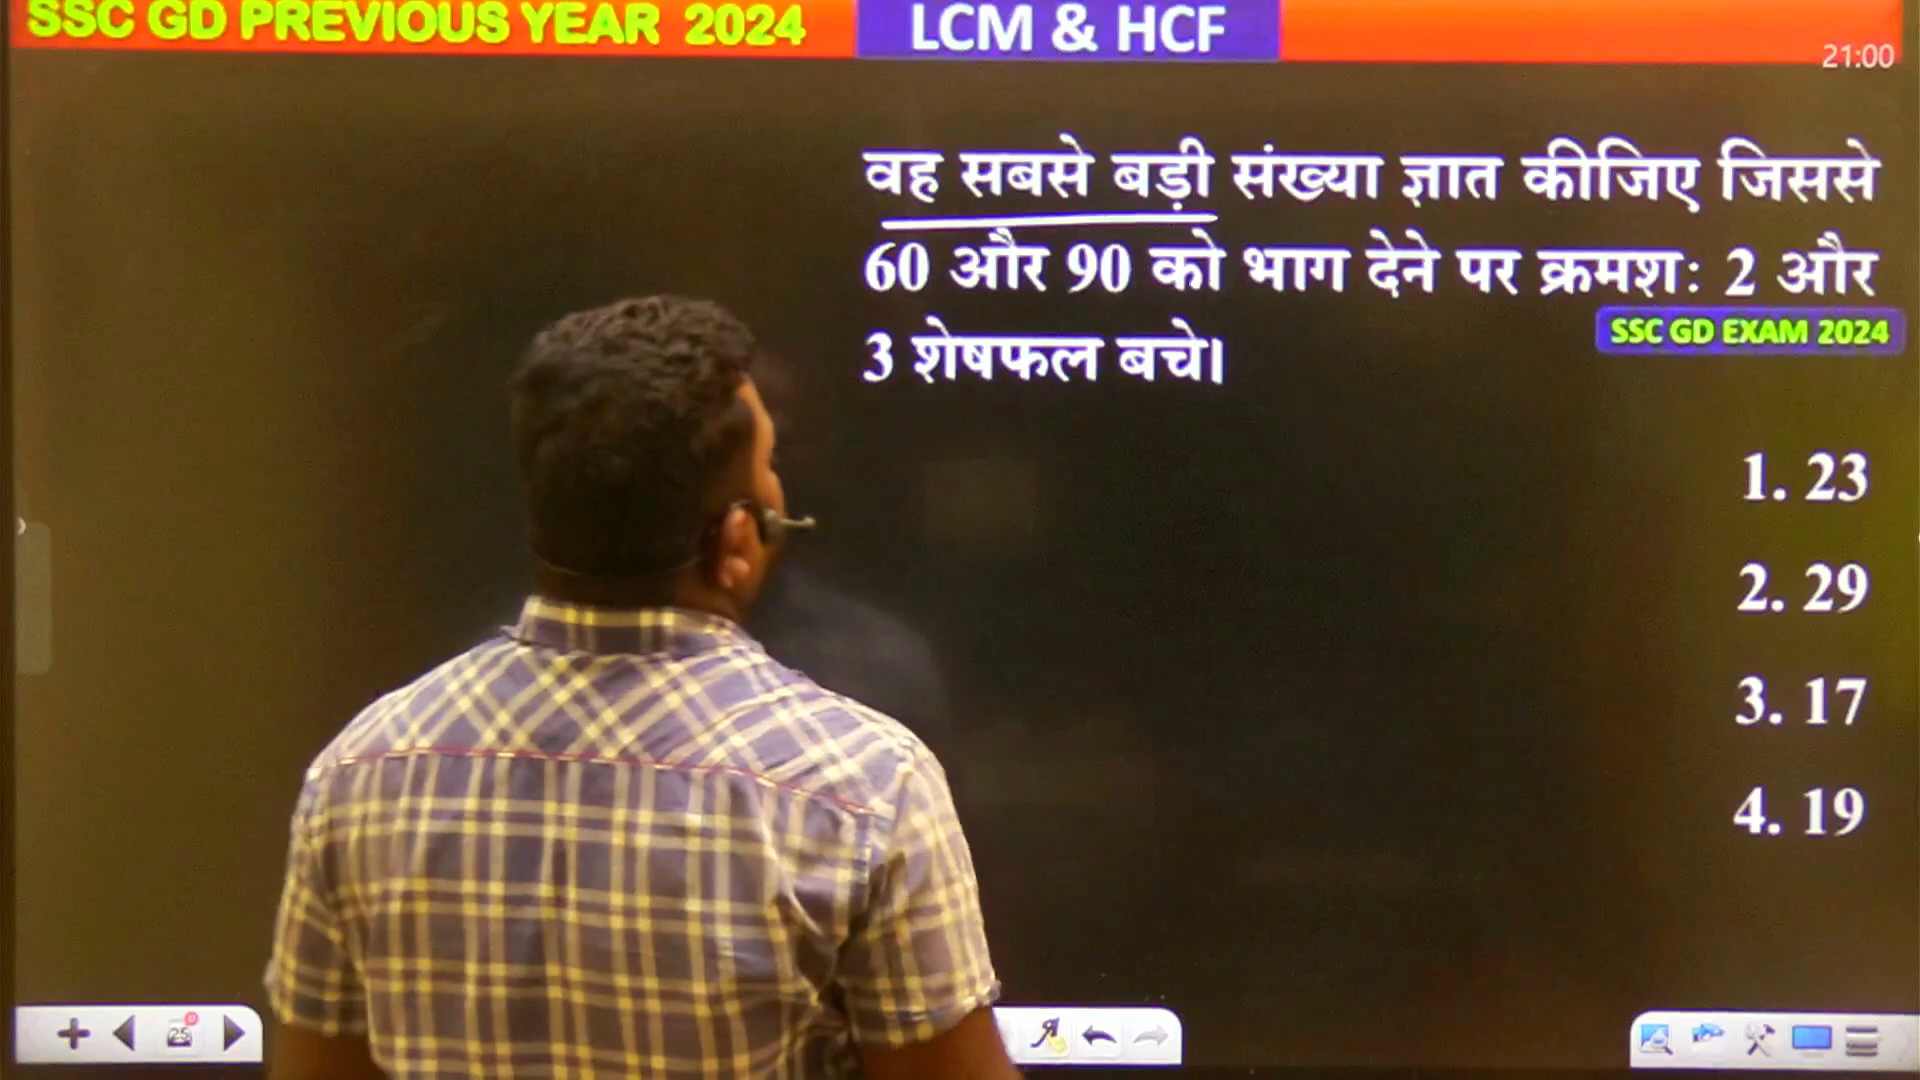 SSC GD PREVIOUS YEAR 2024
LCM & HCF
21:00
वह सबसे बड़ी संख्या ज्ञात कीजिए जिससे
60 और 90 को भाग देने पर क्रमशः 2 और
3 शेषफल बचे।
SSC GD EXAM 2024
1. 23
2. 29
3. 17
4. 19
25